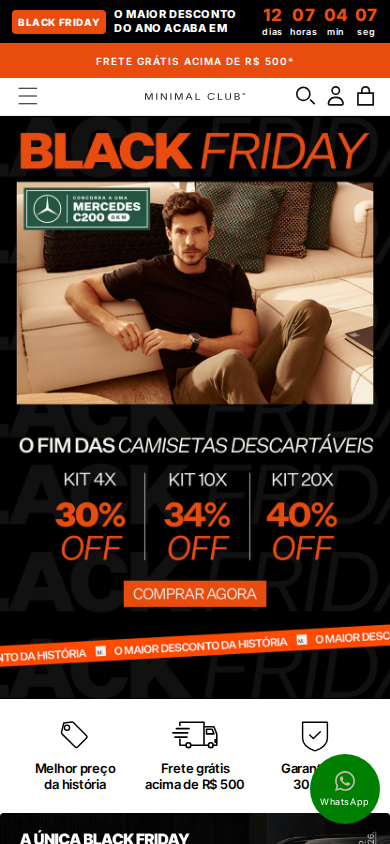 BLACK FRIDAY
O MAIOR DESCONTO
DO ANO ACABA EM
12 07 04 07
dias horas min seg
FRETE GRÁTIS ACIMA DE R$ 500*
MINIMAL CLUB
BLACK FRIDAY
CONCORRA A UMA
MERCEDES
C200 0KM
O FIM DAS CAMISETAS DESCARTÁVEIS
KIT 4X KIT 10X KIT 20X
30% 34% 40%
OFF OFF OFF
COMPRAR AGORA
NTO DA HISTÓRIA M. O MAIOR DESCONTO DA HISTÓRIA M. O MAIOR DESC
Melhor preço
da história
Frete grátis
acima de R$ 500
Garan
30
WhatsApp
A ÚNICA BLACK FRIDAY